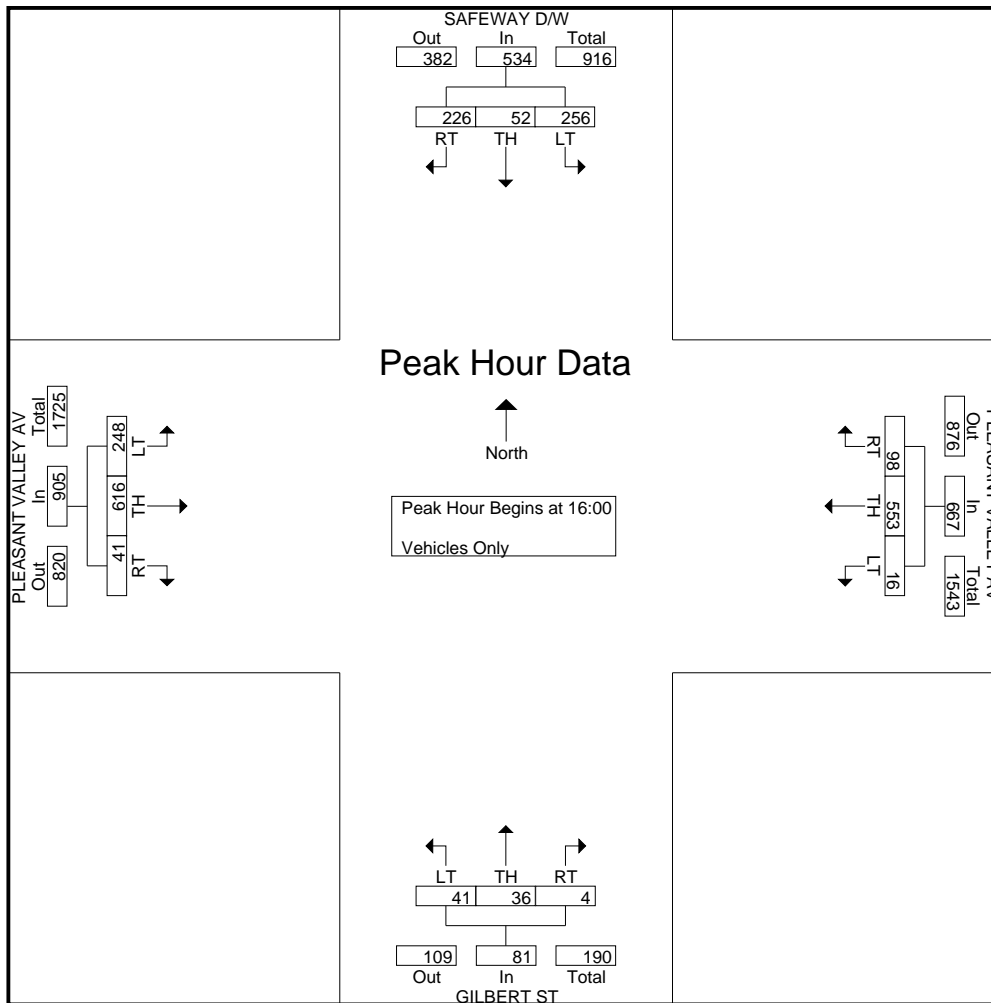 SAFEWAY D/W
Out In Total
382 534 916
226 52 256
RT TH LT
Peak Hour Data
North
Peak Hour Begins at 16:00
Vehicles Only
PLEASANT VALLEY AV
Out In Total
820 905 1725
41 616 248
RT TH LT
PLEASANT VALLEY AV
Out In Total
876 667 1543
98 553 16
RT TH LT
LT TH RT
41 36 4
109 81 190
Out In Total
GILBERT ST